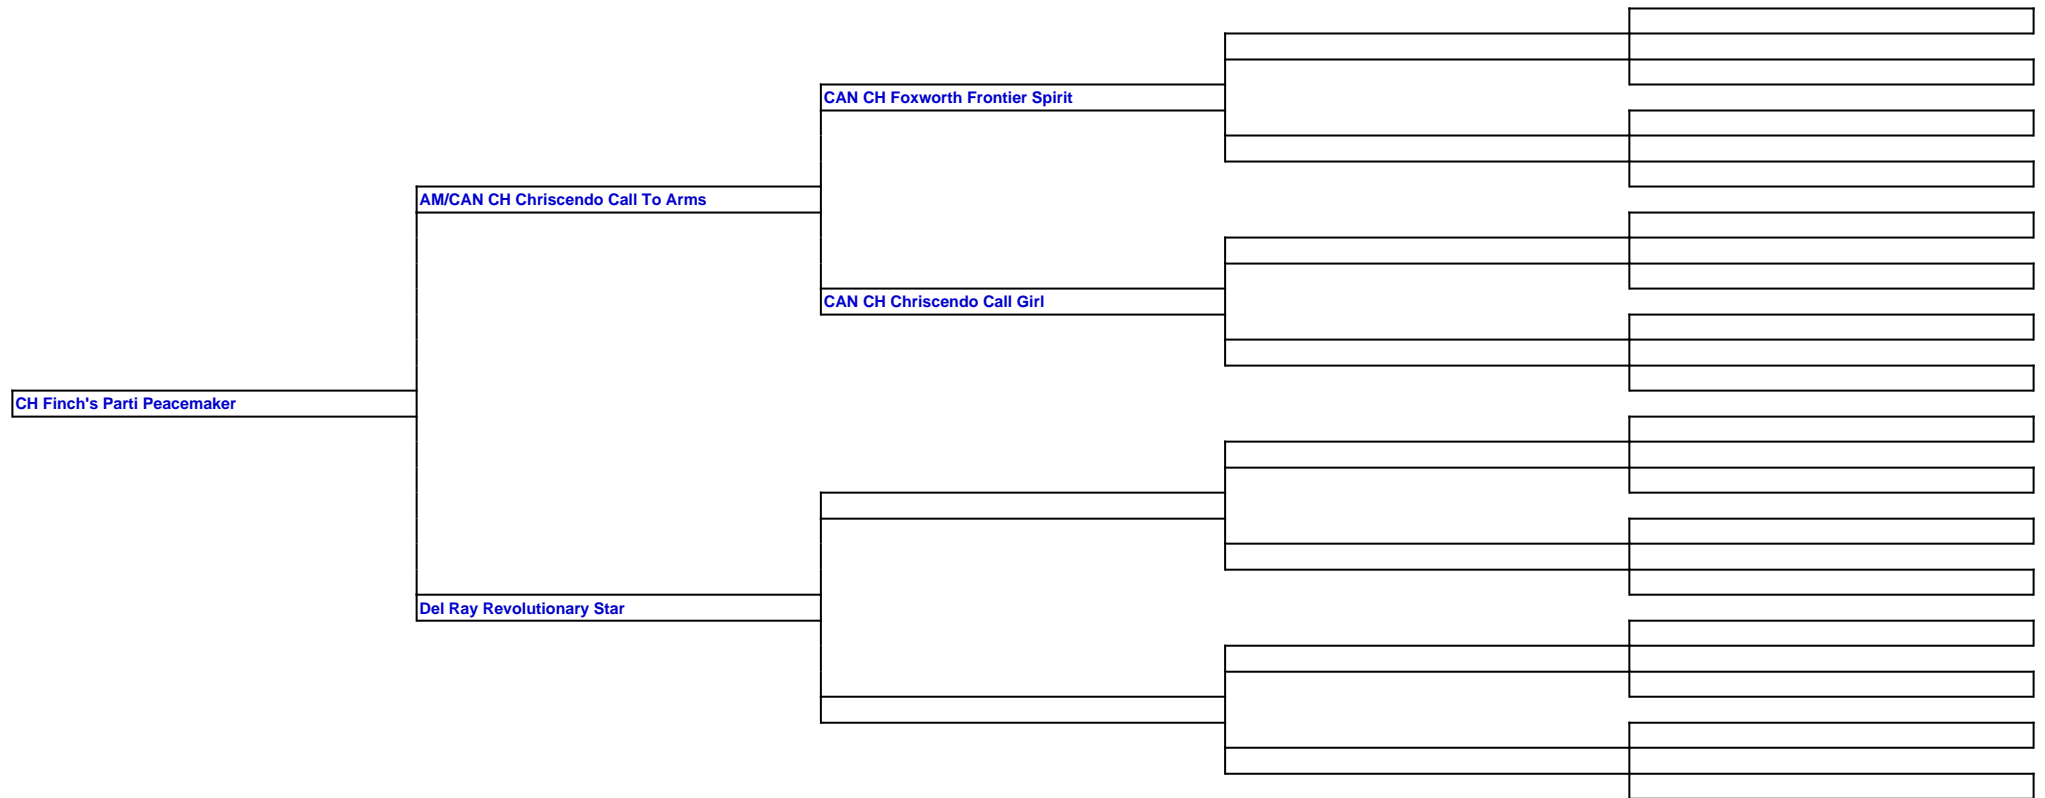 CAN CH Foxworth Frontier Spirit
AM/CAN CH Chriscendo Call To Arms
CAN CH Chriscendo Call Girl
CH Finch's Parti Peacemaker
Del Ray Revolutionary Star